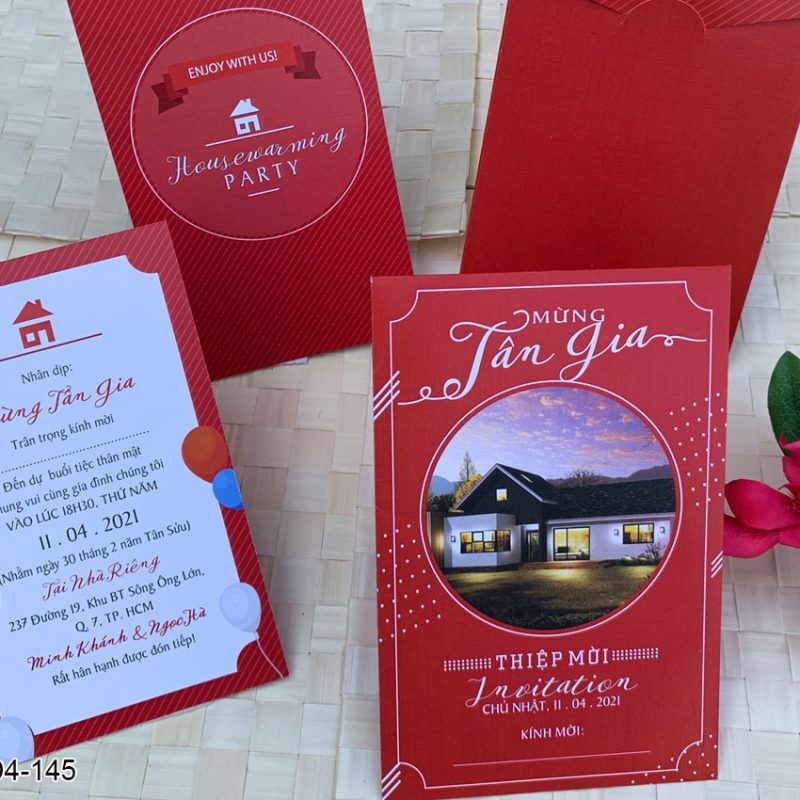 ENJOY WITH US!
Housewarming
PARTY
Nhân dịp:
Tân Gia
Trân trọng kính mời
Đến dự buổi tiệc thân mật
vui cùng gia đình chúng tôi
VÀO LÚC 18H30, THỨ NĂM
11 . 04 . 2021
(Nhằm ngày 30 tháng 2 năm Tân Sửu)
Tại Nhà Riêng
237 Đường 19, Khu BT Sông Ông Lớn,
Q. 7, TP. HCM
Minh Khánh & Ngọc Hà
Rất hân hạnh được đón tiếp!
MỪNG
Tân Gia
THIỆP MỜI
Invitation
CHỦ NHẬT, 11 . 04 . 2021
KÍNH MỜI:
4-145